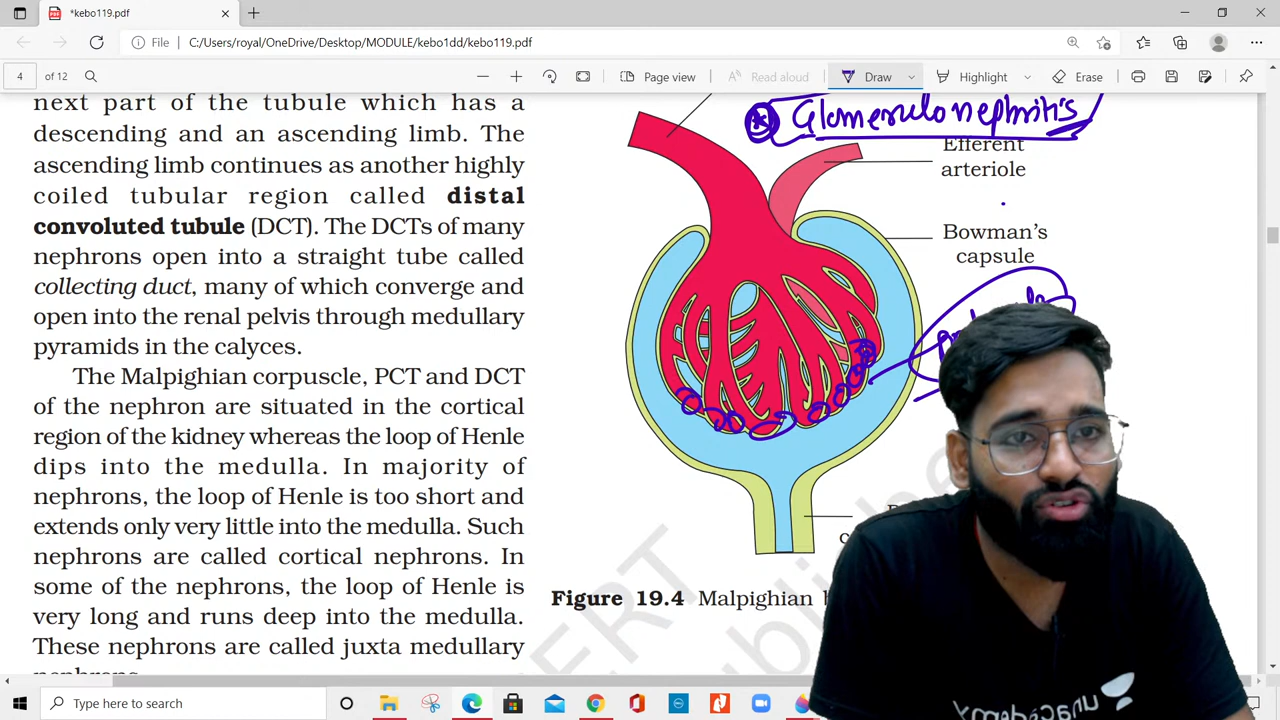 *kebo119.pdf
File
C:/Users/royal/OneDrive/Desktop/MODULE/kebo1dd/kebo119.pdf
4 of 12
Page view
Read aloud
Draw
Highlight
Erase
next part of the tubule which has a
descending and an ascending limb. The
ascending limb continues as another highly
coiled tubular region called distal
convoluted tubule (DCT). The DCTs of many
nephrons open into a straight tube called
collecting duct, many of which converge and
open into the renal pelvis through medullary
pyramids in the calyces.
The Malpighian corpuscle, PCT and DCT
of the nephron are situated in the cortical
region of the kidney whereas the loop of Henle
dips into the medulla. In majority of
nephrons, the loop of Henle is too short and
extends only very little into the medulla. Such
nephrons are called cortical nephrons. In
some of the nephrons, the loop of Henle is
very long and runs deep into the medulla.
These nephrons are called juxta medullary
nephrons
Glomerulonephritis
Efferent
arteriole
Bowman's
capsule
Figure 19.4 Malpighian
unacademy
Type here to search